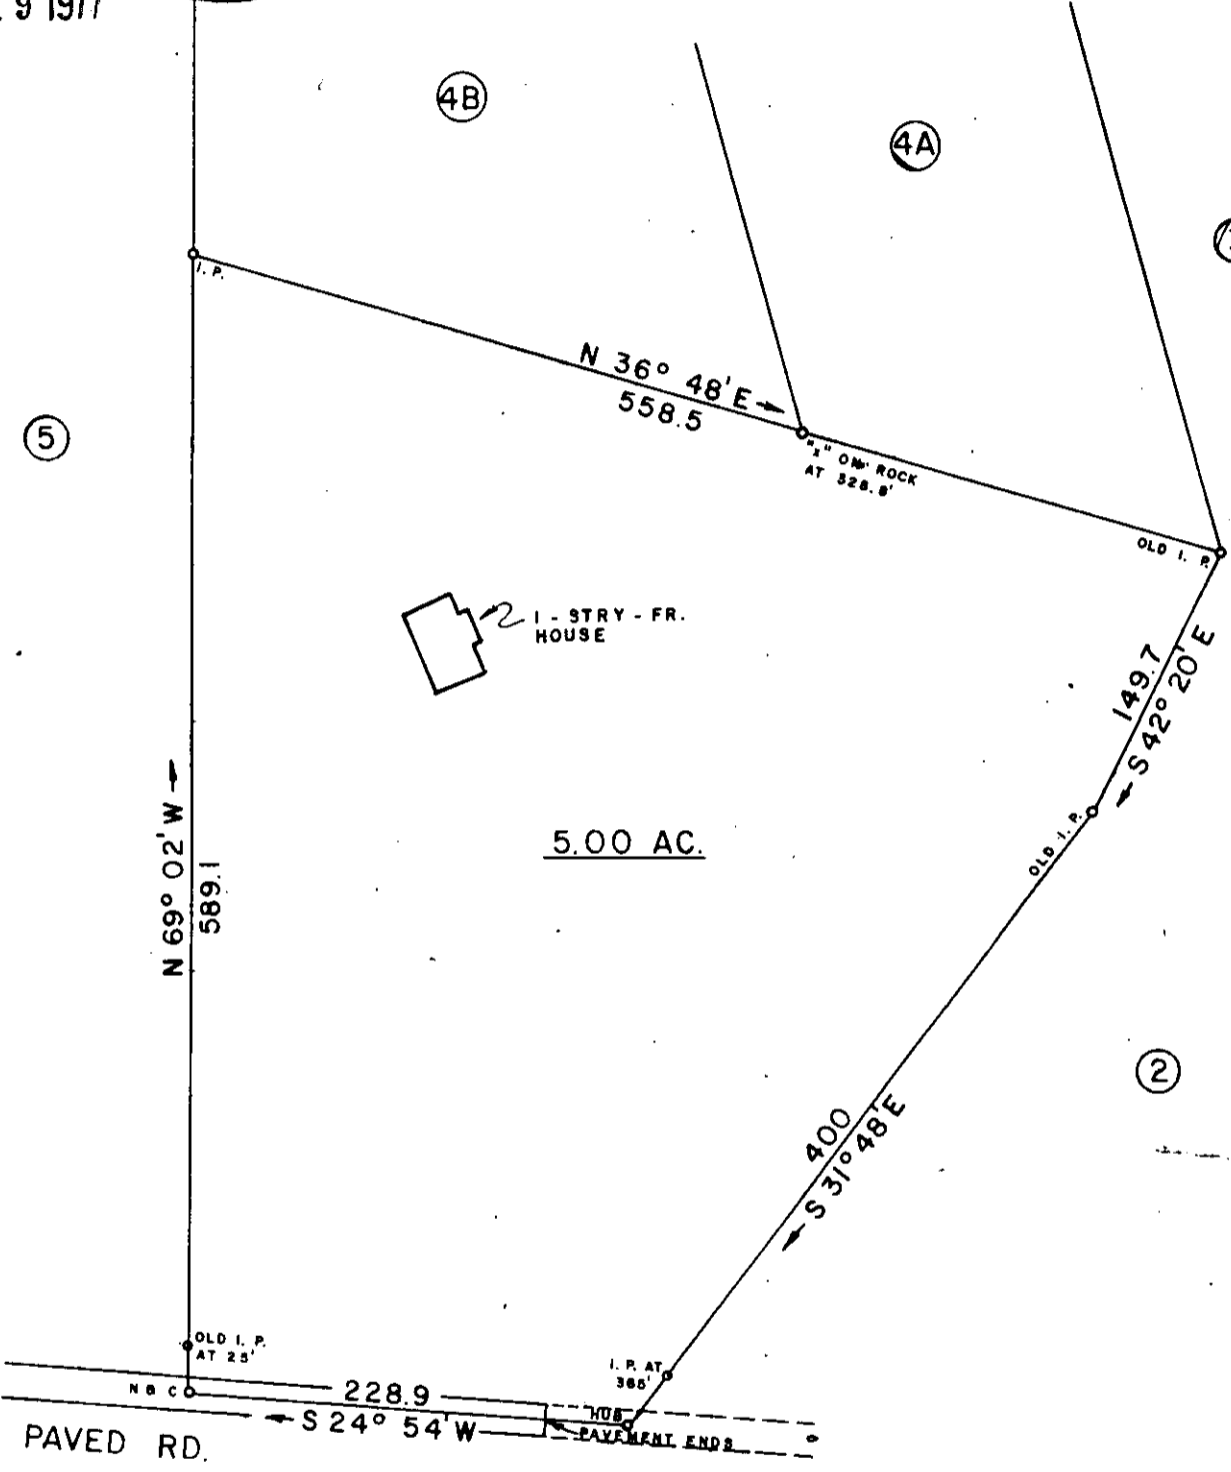 9 1977
4B
4A
I. P.
N 36° 48' E
558.5
5
"X" ON ROCK
AT 328.8'
OLD I. P.
1 - STRY - FR.
HOUSE
149.7
S 42° 20' E
N 69° 02' W
589.1
5.00 AC.
OLD I. P.
2
400
S 31° 48' E
OLD I. P.
AT 25'
I. P. AT
365'
N B C
228.9
HUB
S 24° 54' W
PAVEMENT ENDS
PAVED RD.